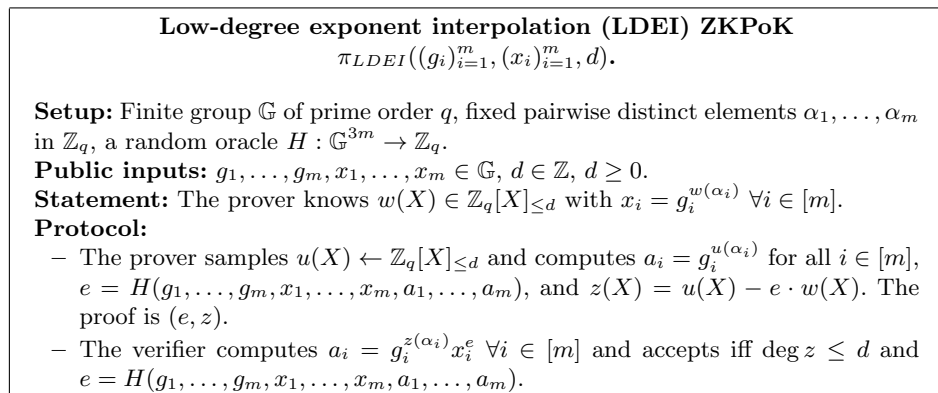 Low-degree exponent interpolation (LDEI) ZKPoK
π_{LDEI}((g_i)_{i=1}^m, (x_i)_{i=1}^m, d).
Setup: Finite group 𝔾 of prime order q, fixed pairwise distinct elements α_1, …, α_m
in ℤ_q, a random oracle H : 𝔾^{3m} → ℤ_q.
Public inputs: g_1, …, g_m, x_1, …, x_m ∈ 𝔾, d ∈ ℤ, d ≥ 0.
Statement: The prover knows w(X) ∈ ℤ_q[X]_{≤d} with x_i = g_i^{w(α_i)} ∀i ∈ [m].
Protocol:
– The prover samples u(X) ← ℤ_q[X]_{≤d} and computes a_i = g_i^{u(α_i)} for all i ∈ [m],
e = H(g_1, …, g_m, x_1, …, x_m, a_1, …, a_m), and z(X) = u(X) − e · w(X). The
proof is (e, z).
– The verifier computes a_i = g_i^{z(α_i)} x_i^e ∀i ∈ [m] and accepts iff deg z ≤ d and
e = H(g_1, …, g_m, x_1, …, x_m, a_1, …, a_m).